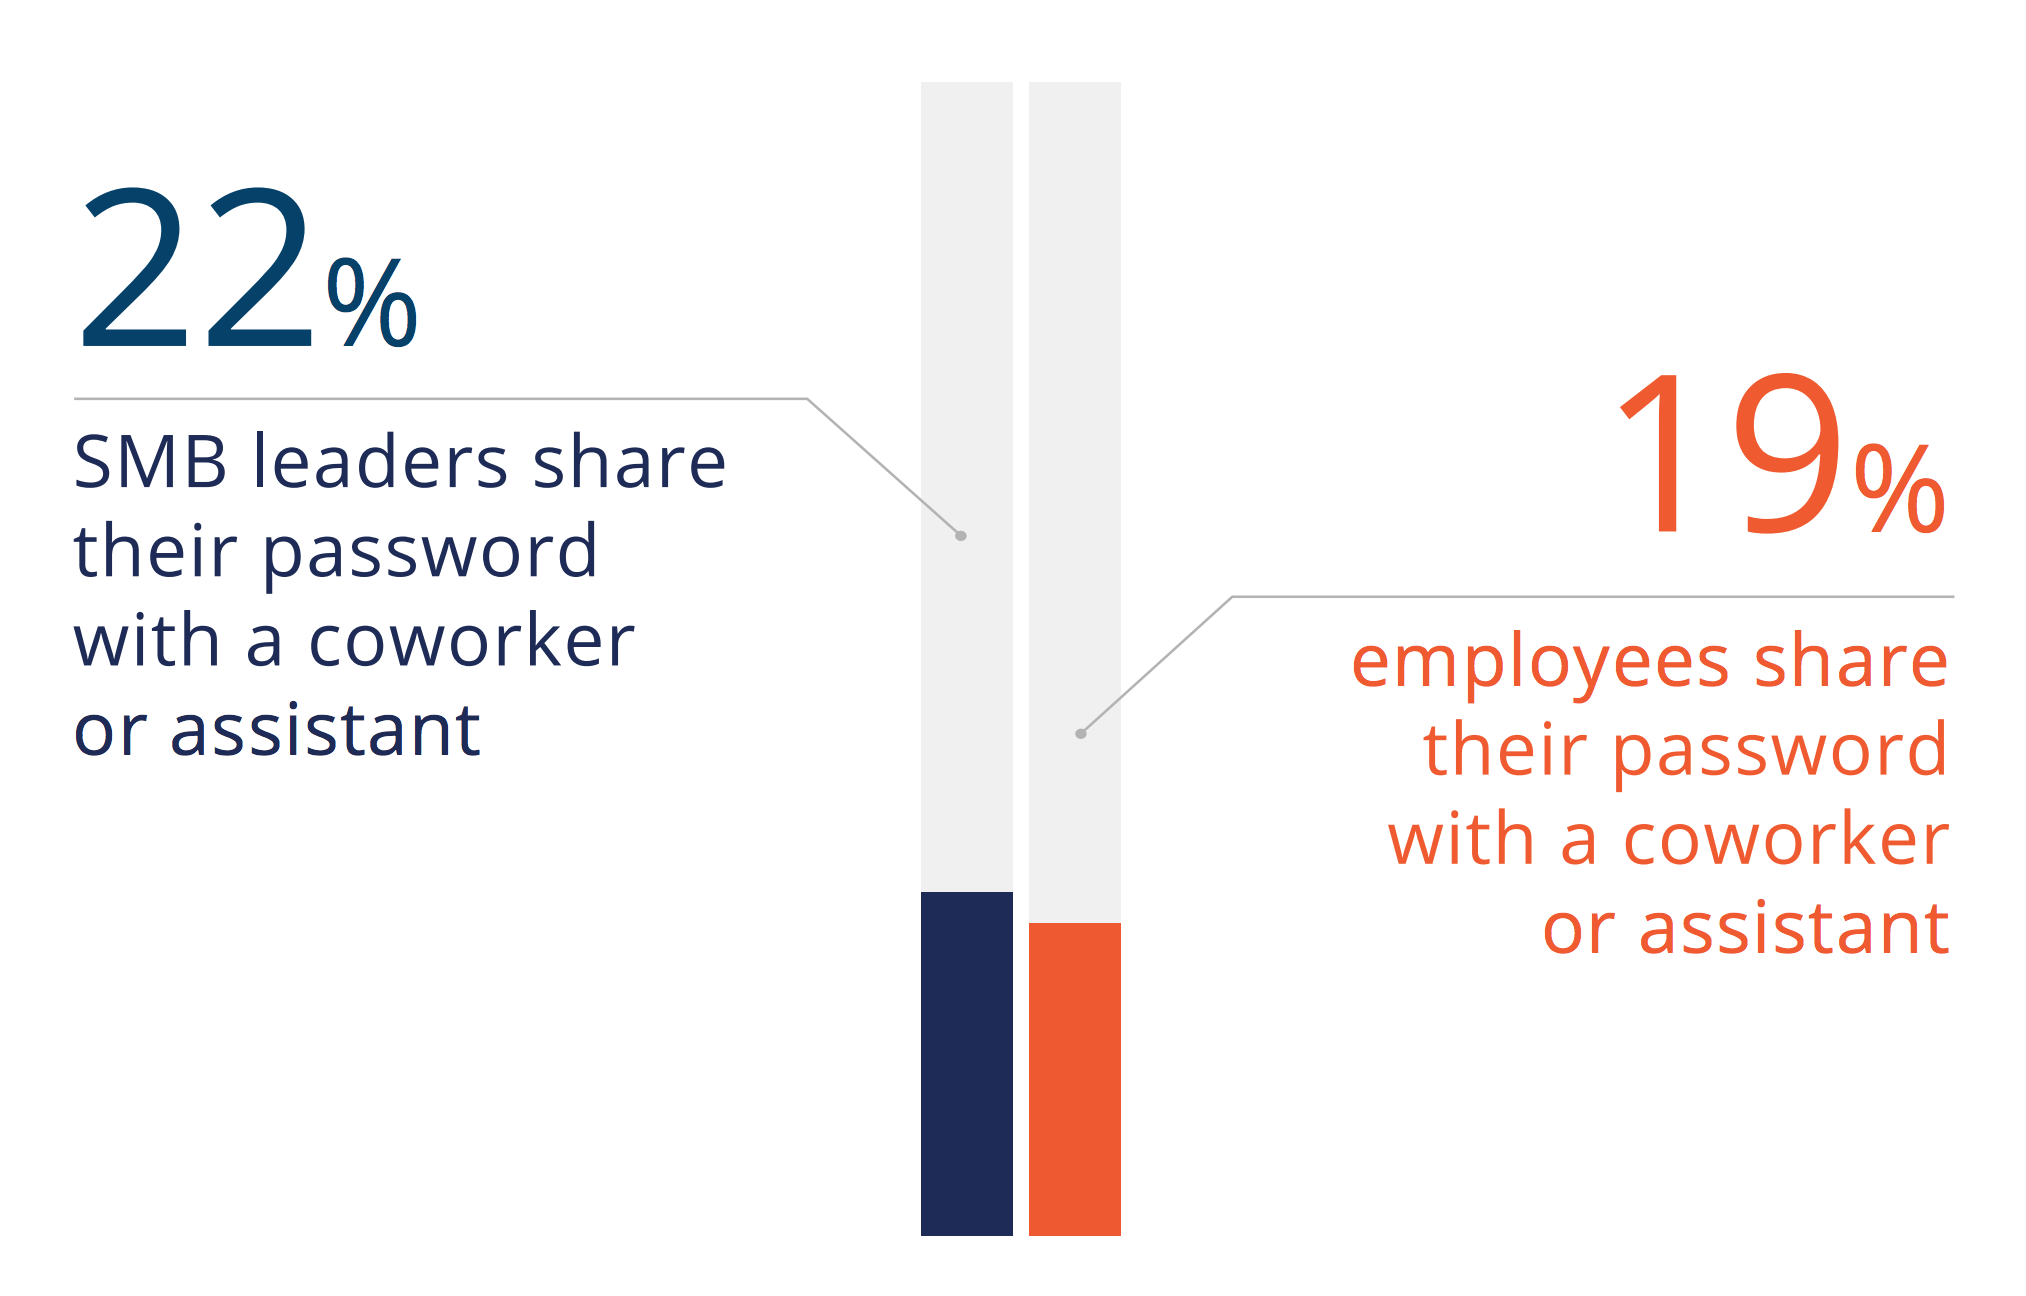 22%
SMB leaders share
their password
with a coworker
or assistant
19%
employees share
their password
with a coworker
or assistant